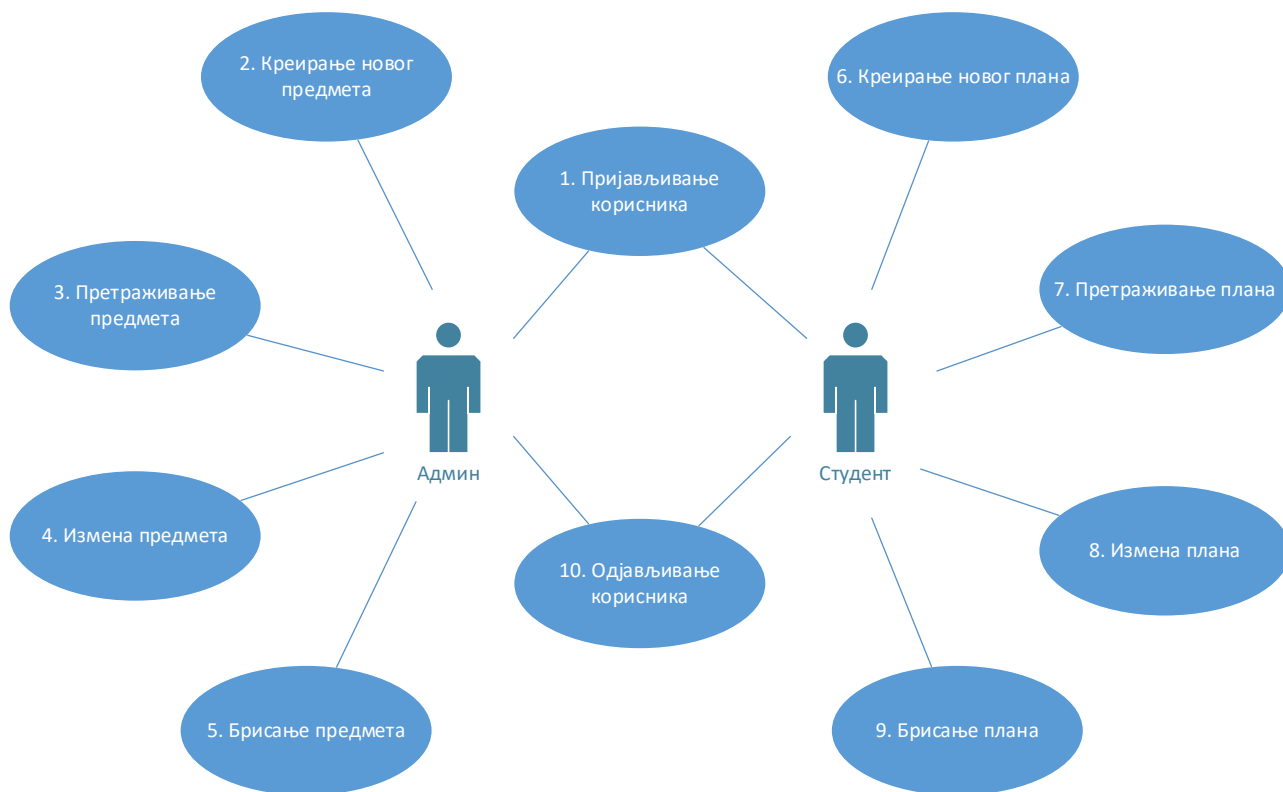 2. Креирање новог
предмета
6. Креирање новог плана
1. Пријављивање
корисника
3. Претраживање
предмета
7. Претраживање плана
Админ
Студент
4. Измена предмета
8. Измена плана
10. Одјављивање
корисника
5. Брисање предмета
9. Брисање плана